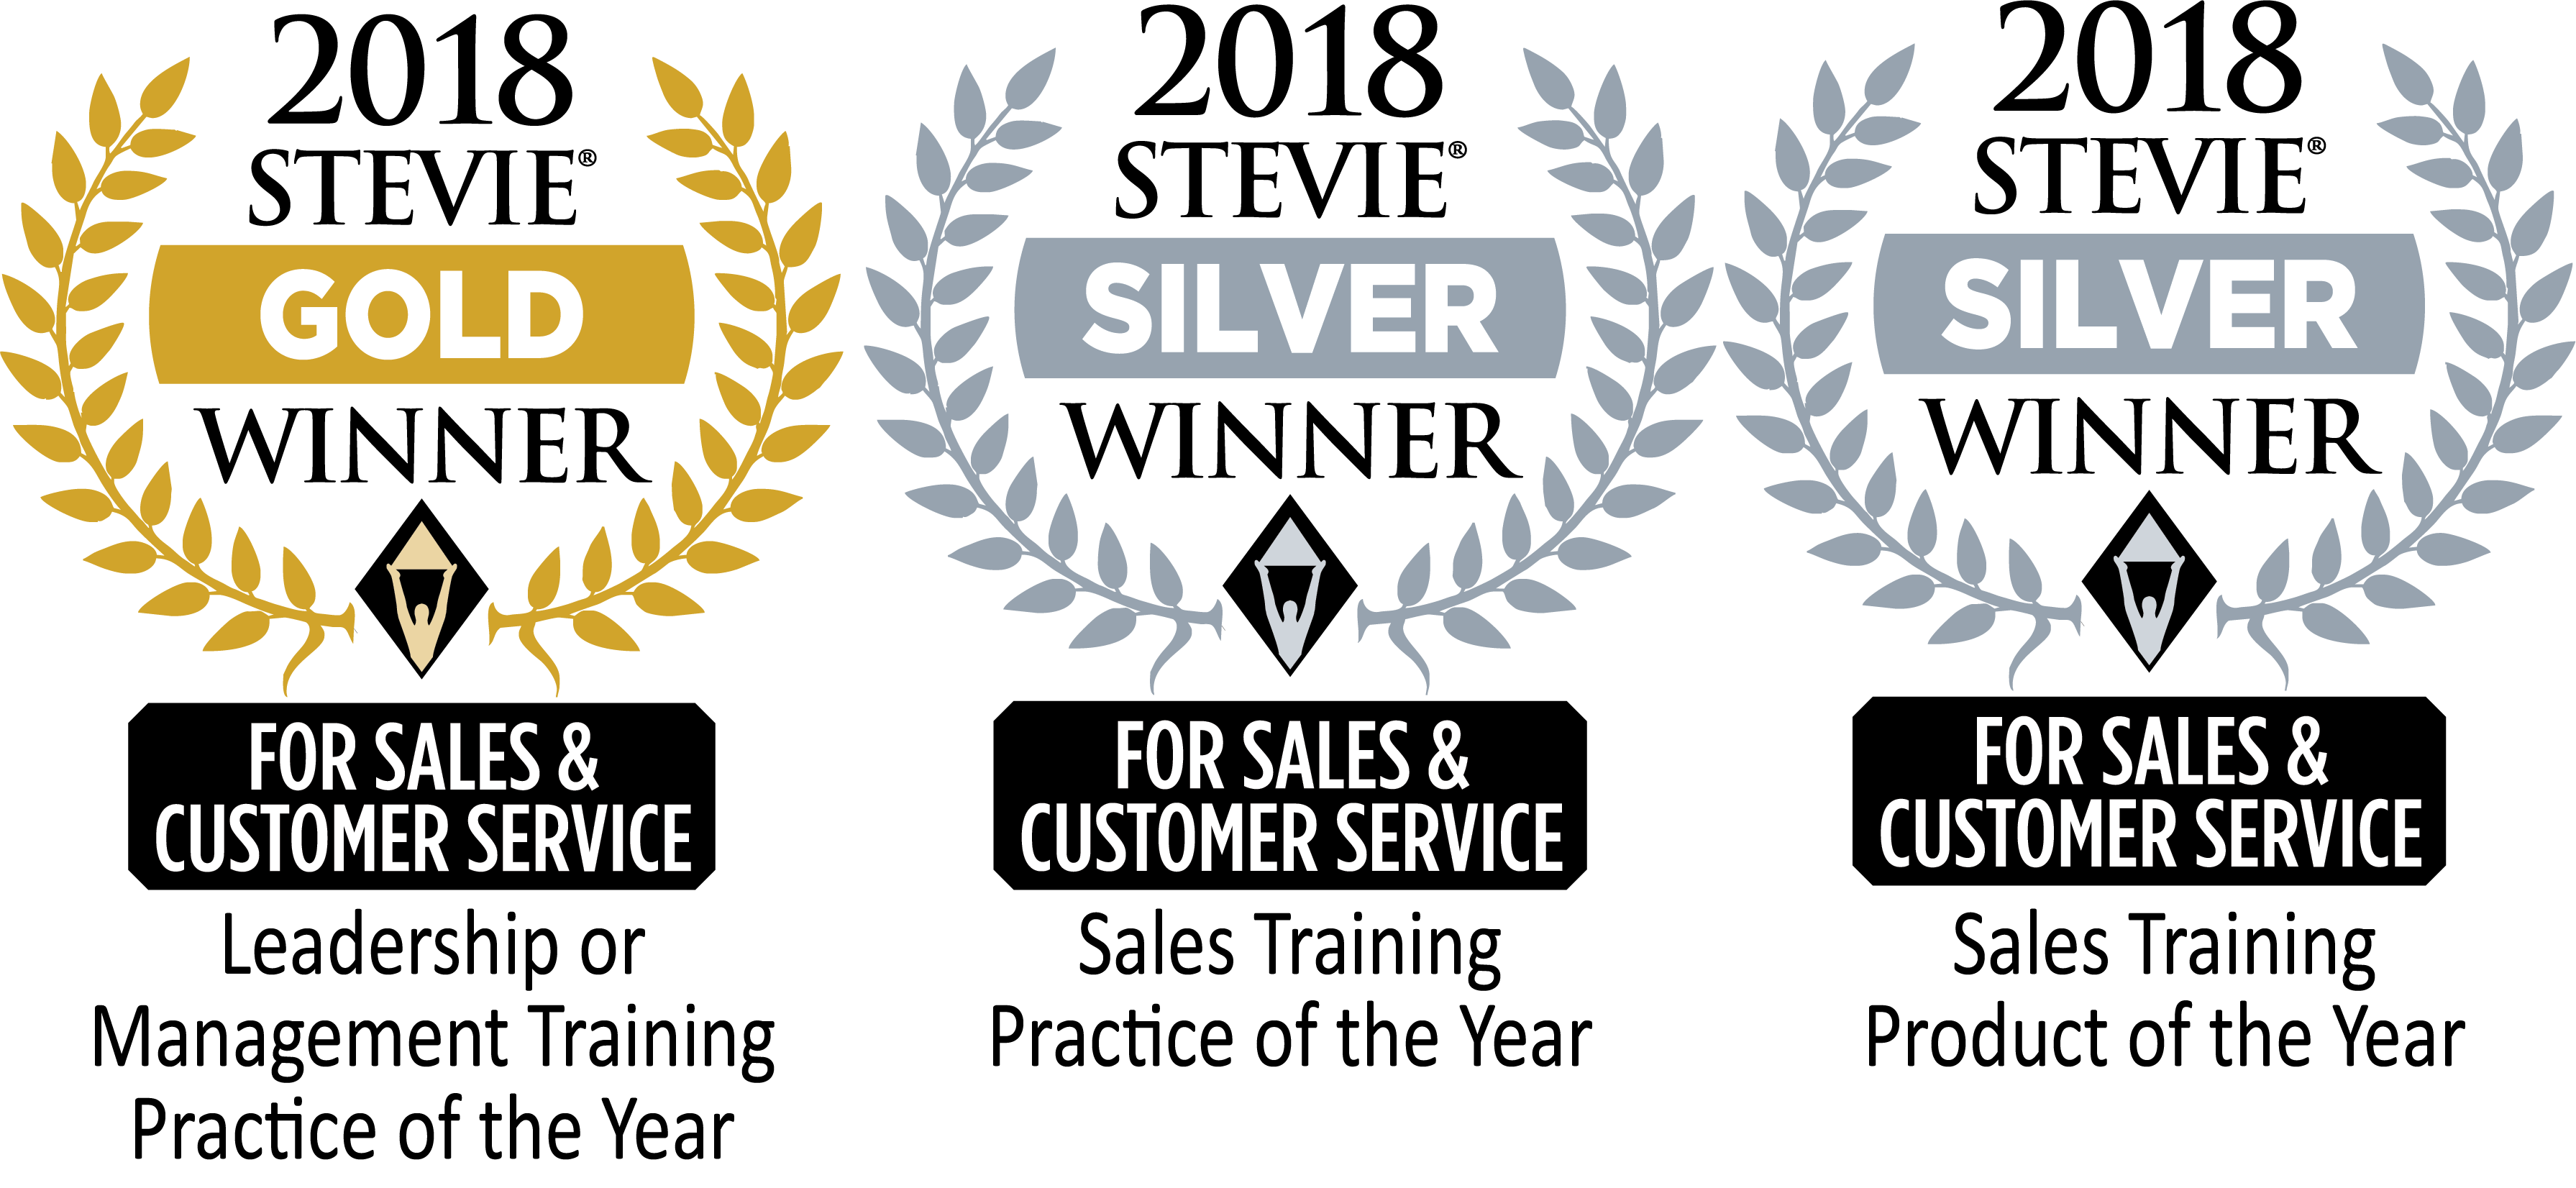 2018
STEVIE®
GOLD
WINNER
FOR SALES &
CUSTOMER SERVICE
Leadership or
Management Training
Practice of the Year
2018
STEVIE®
SILVER
WINNER
FOR SALES &
CUSTOMER SERVICE
Sales Training
Practice of the Year
2018
STEVIE®
SILVER
WINNER
FOR SALES &
CUSTOMER SERVICE
Sales Training
Product of the Year